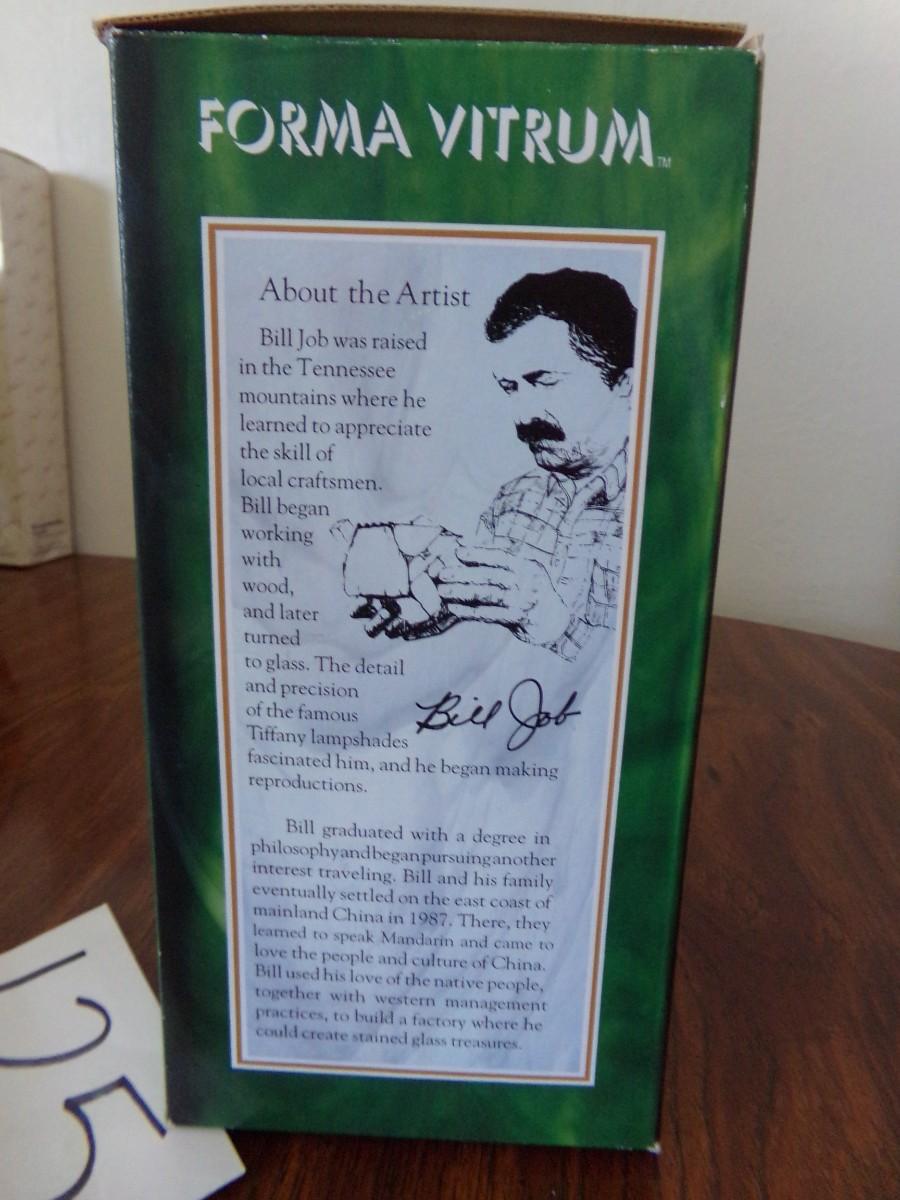 FORMA VITRUM™
About the Artist
Bill Job was raised
in the Tennessee
mountains where he
learned to appreciate
the skill of
local craftsmen.
Bill began
working
with
wood,
and later
turned
to glass. The detail
and precision
of the famous
Tiffany lampshades
fascinated him, and he began making
reproductions.
Bill Job
Bill graduated with a degree in
philosophyandbeganpursuinganother
interest traveling. Bill and his family
eventually settled on the east coast of
mainland China in 1987. There, they
learned to speak Mandarin and came to
love the people and culture of China.
Bill used his love of the native people,
together with western management
practices, to build a factory where he
could create stained glass treasures.
125